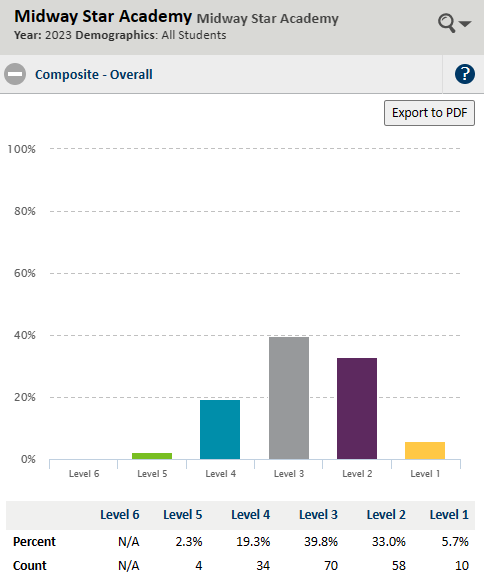 Midway Star Academy Midway Star Academy
Year: 2023 Demographics: All Students
Composite - Overall
?
Export to PDF
100%
80%
60%
40%
20%
0%
Level 6 Level 5 Level 4 Level 3 Level 2 Level 1
Level 6 Level 5 Level 4 Level 3 Level 2 Level 1
Percent N/A 2.3% 19.3% 39.8% 33.0% 5.7%
Count N/A 4 34 70 58 10